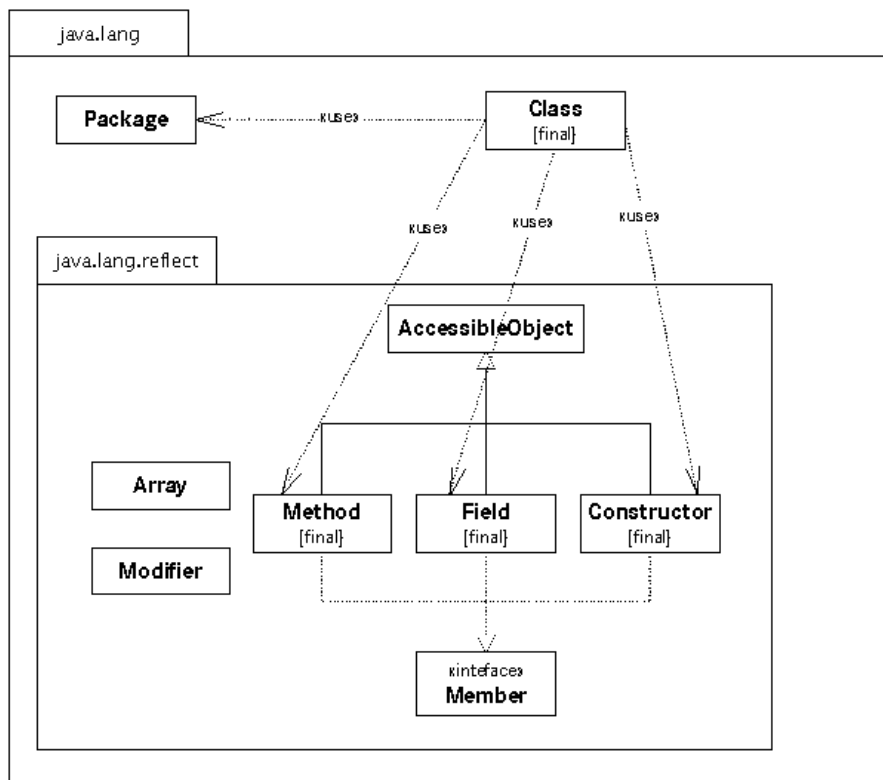 java.lang
Package
«use»
Class
{final}
«use»
«use»
«use»
java.lang.reflect
AccessibleObject
Array
Method
{final}
Field
{final}
Constructor
{final}
Modifier
«inteface»
Member